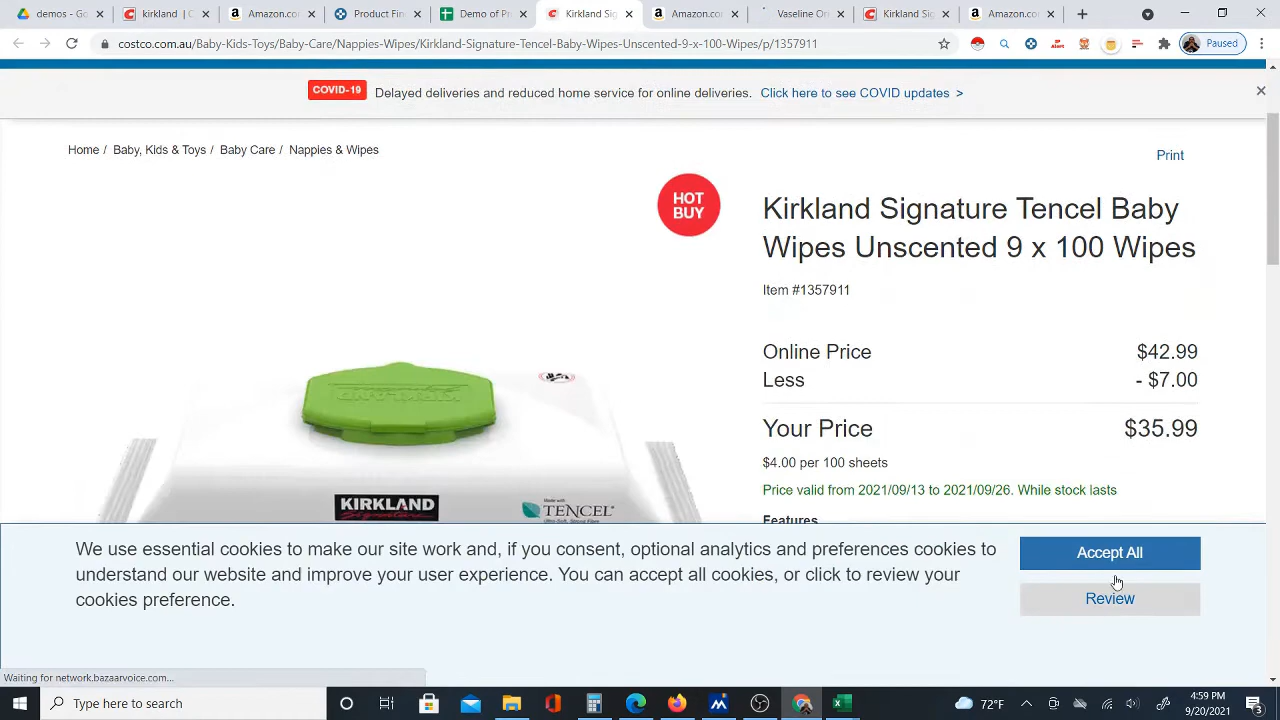 demos - Google D
kirkland | C
Amazon.co
Product Fin
Demo of Pr
Kirkland Sig
Amazon.c
Vaseline Or
Kirkland Sig
Amazon.co
costco.com.au/Baby-Kids-Toys/Baby-Care/Nappies-Wipes/Kirkland-Signature-Tencel-Baby-Wipes-Unscented-9-x-100-Wipes/p/1357911
Paused
COVID-19 Delayed deliveries and reduced home service for online deliveries. Click here to see COVID updates >
Home / Baby, Kids & Toys / Baby Care / Nappies & Wipes
Print
HOT
BUY
Kirkland Signature Tencel Baby
Wipes Unscented 9 x 100 Wipes
Item #1357911
Online Price $42.99
Less - $7.00
Your Price $35.99
$4.00 per 100 sheets
Price valid from 2021/09/13 to 2021/09/26. While stock lasts
Features
KIRKLAND
Signature
Made with
TENCEL
We use essential cookies to make our site work and, if you consent, optional analytics and preferences cookies to
understand our website and improve your user experience. You can accept all cookies, or click to review your
cookies preference.
Accept All
Review
Waiting for network.bazaarvoice.com...
Type here to search
72°F
4:59 PM
9/20/2021